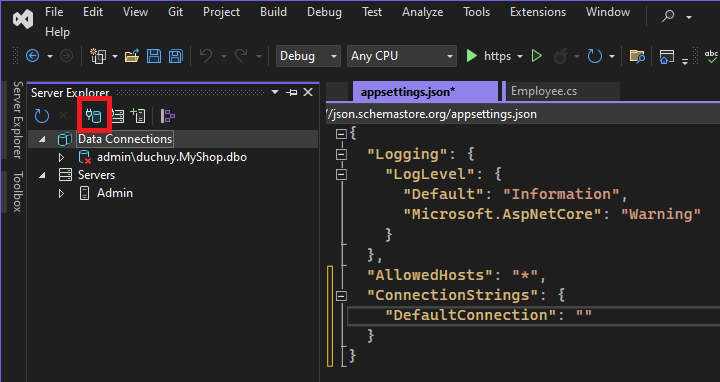 File Edit View Git Project Build Debug Test Analyze Tools Extensions Window
Help
Debug Any CPU https abc
Server Explorer
Toolbox
Server Explorer
Data Connections
admin\duchuy.MyShop.dbo
Servers
Admin
appsettings.json* Employee.cs
//json.schemastore.org/appsettings.json
{
"Logging": {
"LogLevel": {
"Default": "Information",
"Microsoft.AspNetCore": "Warning"
}
},
"AllowedHosts": "*",
"ConnectionStrings": {
"DefaultConnection": ""
}
}